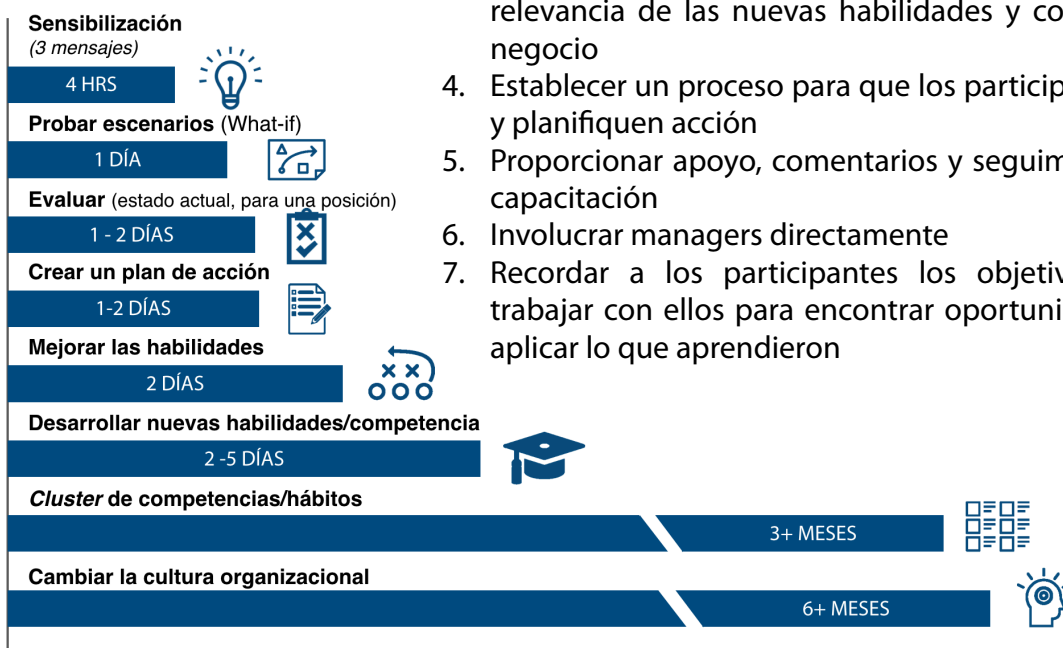 Sensibilización
(3 mensajes)
4 HRS
Probar escenarios (What-if)
1 DÍA
Evaluar (estado actual, para una posición)
1 - 2 DÍAS
Crear un plan de acción
1-2 DÍAS
Mejorar las habilidades
2 DÍAS
Desarrollar nuevas habilidades/competencia
2 -5 DÍAS
Cluster de competencias/hábitos
3+ MESES
Cambiar la cultura organizacional
6+ MESES
relevancia de las nuevas habilidades y co
negocio
4. Establecer un proceso para que los particip
y planifiquen acción
5. Proporcionar apoyo, comentarios y seguim
capacitación
6. Involucrar managers directamente
7. Recordar a los participantes los objetiv
trabajar con ellos para encontrar oportuni
aplicar lo que aprendieron